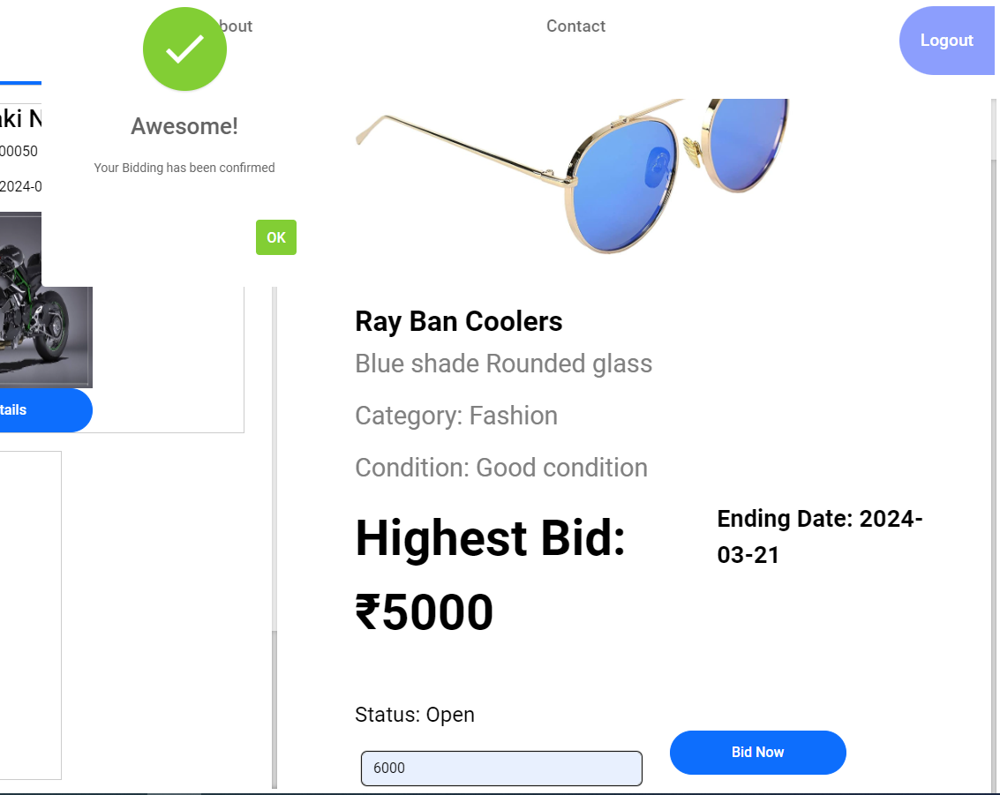 bout
Contact
Logout
aki N
00050
2024-0
tails
Awesome!
Your Bidding has been confirmed
OK
Ray Ban Coolers
Blue shade Rounded glass
Category: Fashion
Condition: Good condition
Highest Bid:
₹5000
Ending Date: 2024-
03-21
Status: Open
6000
Bid Now